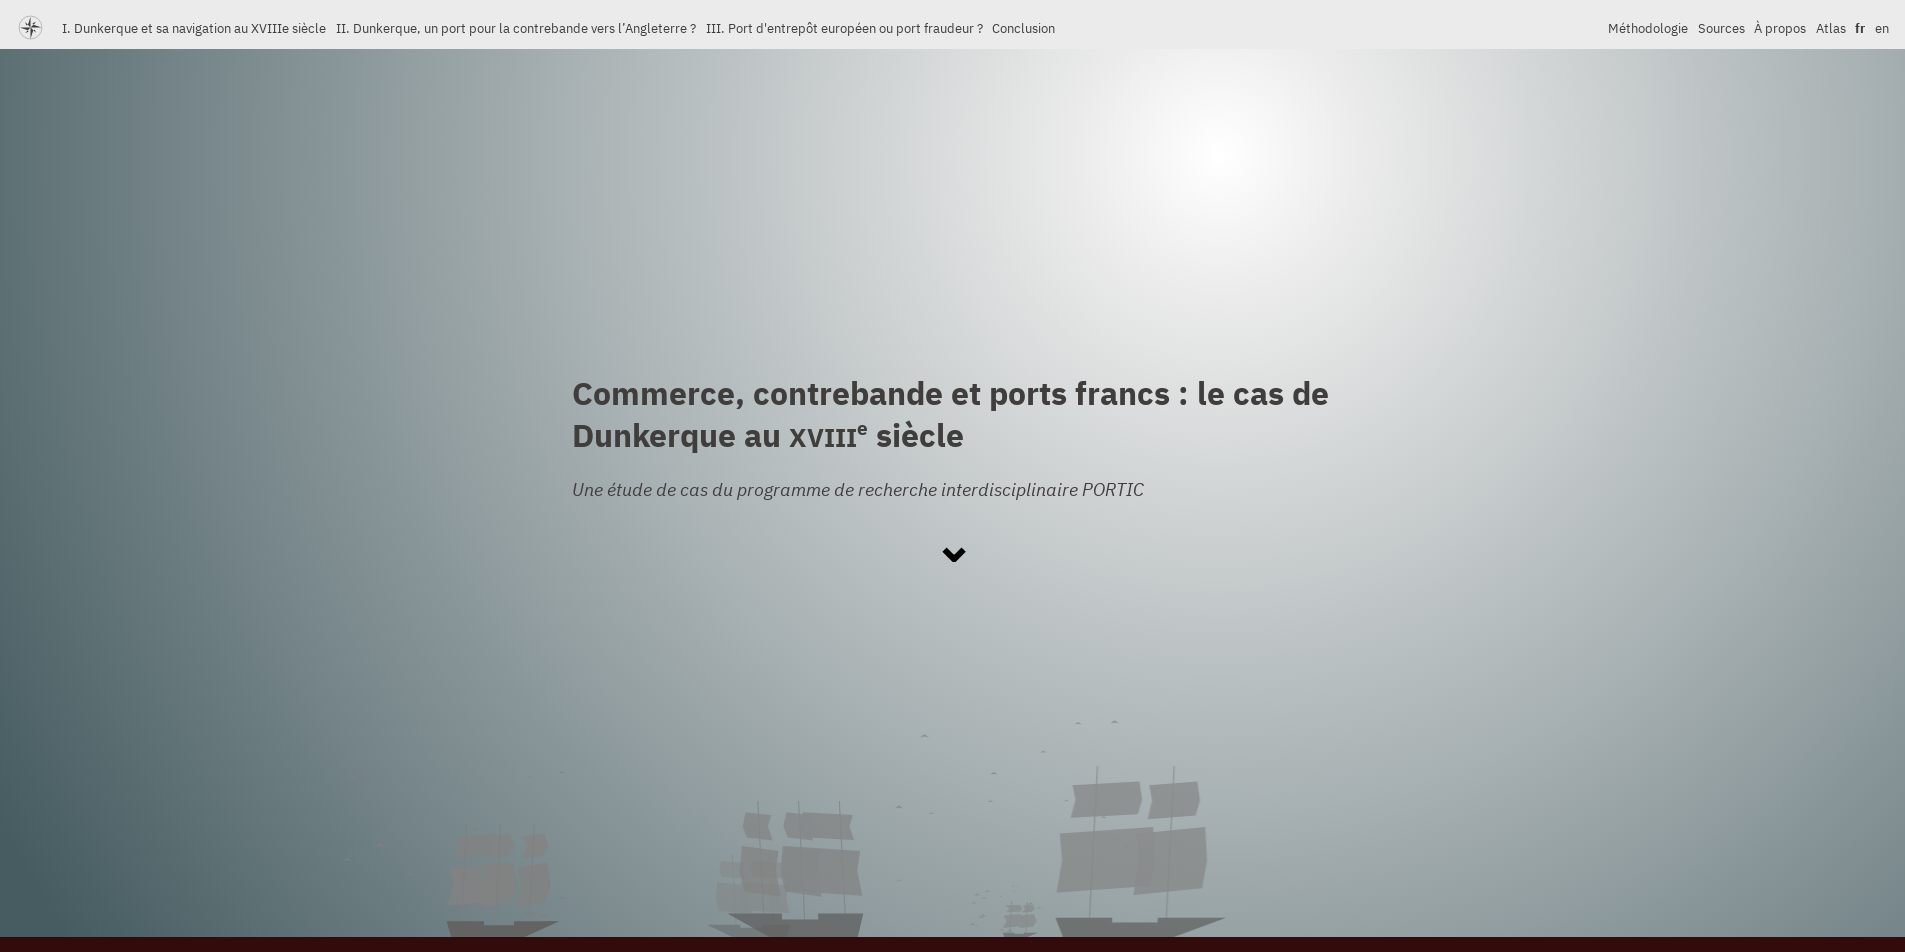 I. Dunkerque et sa navigation au XVIIIe siècle II. Dunkerque, un port pour la contrebande vers l’Angleterre ? III. Port d'entrepôt européen ou port fraudeur ? Conclusion Méthodologie Sources À propos Atlas fr en
Commerce, contrebande et ports francs : le cas de
Dunkerque au XVIIIe siècle
Une étude de cas du programme de recherche interdisciplinaire PORTIC